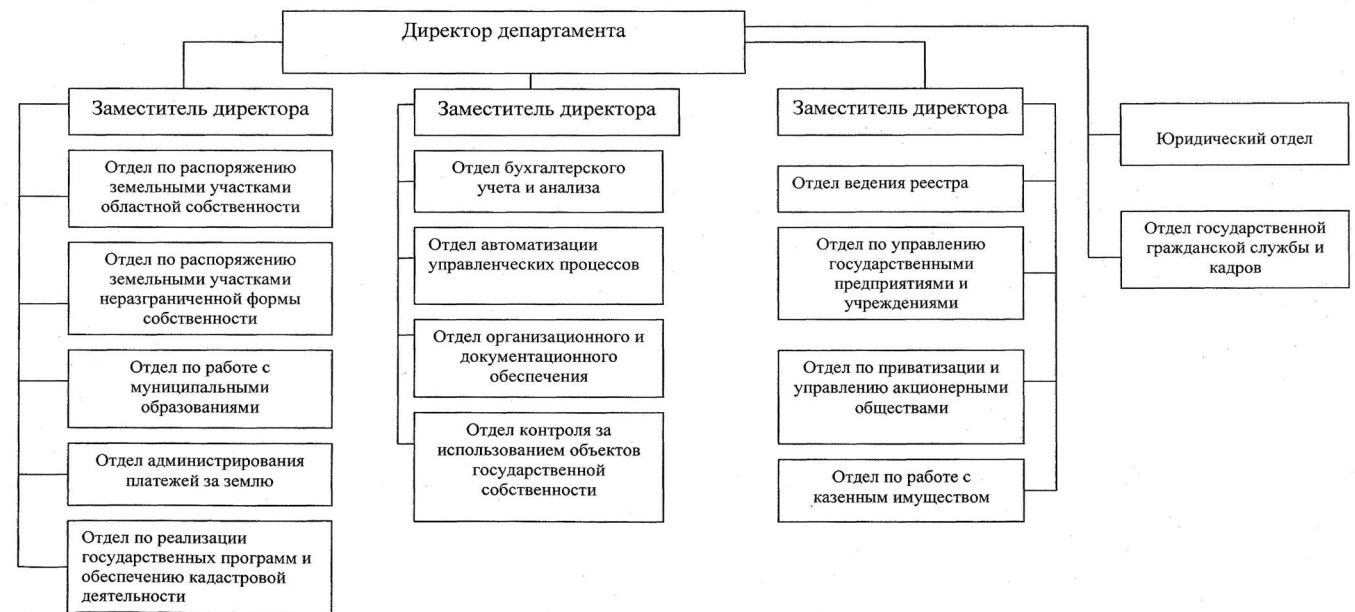 Директор департамента
Заместитель директора
Отдел по распоряжению
земельными участками
областной собственности
Отдел по распоряжению
земельными участками
неразграниченной формы
собственности
Отдел по работе с
муниципальными
образованиями
Отдел администрирования
платежей за землю
Отдел по реализации
государственных программ и
обеспечению кадастровой
деятельности
Заместитель директора
Отдел бухгалтерского
учета и анализа
Отдел автоматизации
управленческих процессов
Отдел организационного и
документационного
обеспечения
Отдел контроля за
использованием объектов
государственной
собственности
Заместитель директора
Отдел ведения реестра
Отдел по управлению
государственными
предприятиями и
учреждениями
Отдел по приватизации и
управлению акционерными
обществами
Отдел по работе с
казенным имуществом
Юридический отдел
Отдел государственной
гражданской службы и
кадров